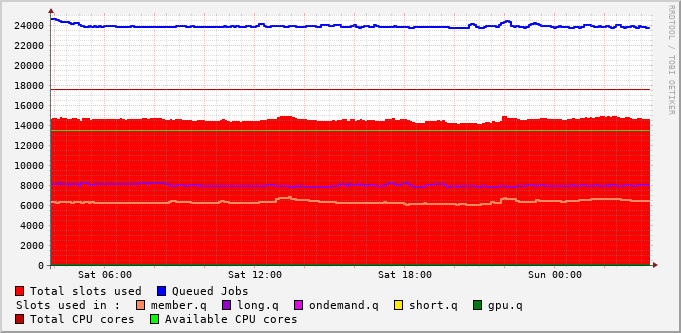 RRDTOOL / TOBI OETIKER
24000
22000
20000
18000
16000
14000
12000
10000
8000
6000
4000
2000
0
Sat 06:00 Sat 12:00 Sat 18:00 Sun 00:00
Total slots used Queued Jobs
Slots used in : member.q long.q ondemand.q short.q gpu.q
Total CPU cores Available CPU cores